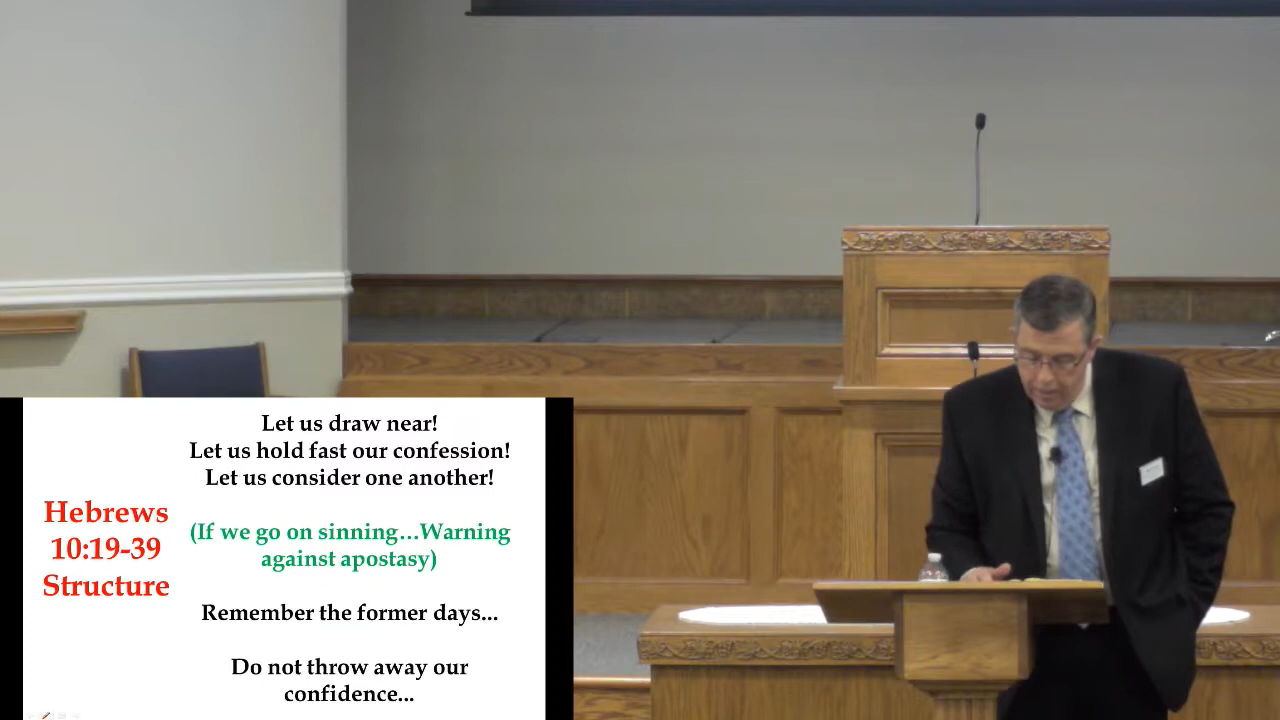 Let us draw near!
Let us hold fast our confession!
Let us consider one another!
Hebrews
10:19-39
Structure
(If we go on sinning...Warning
against apostasy)
Remember the former days...
Do not throw away our
confidence...